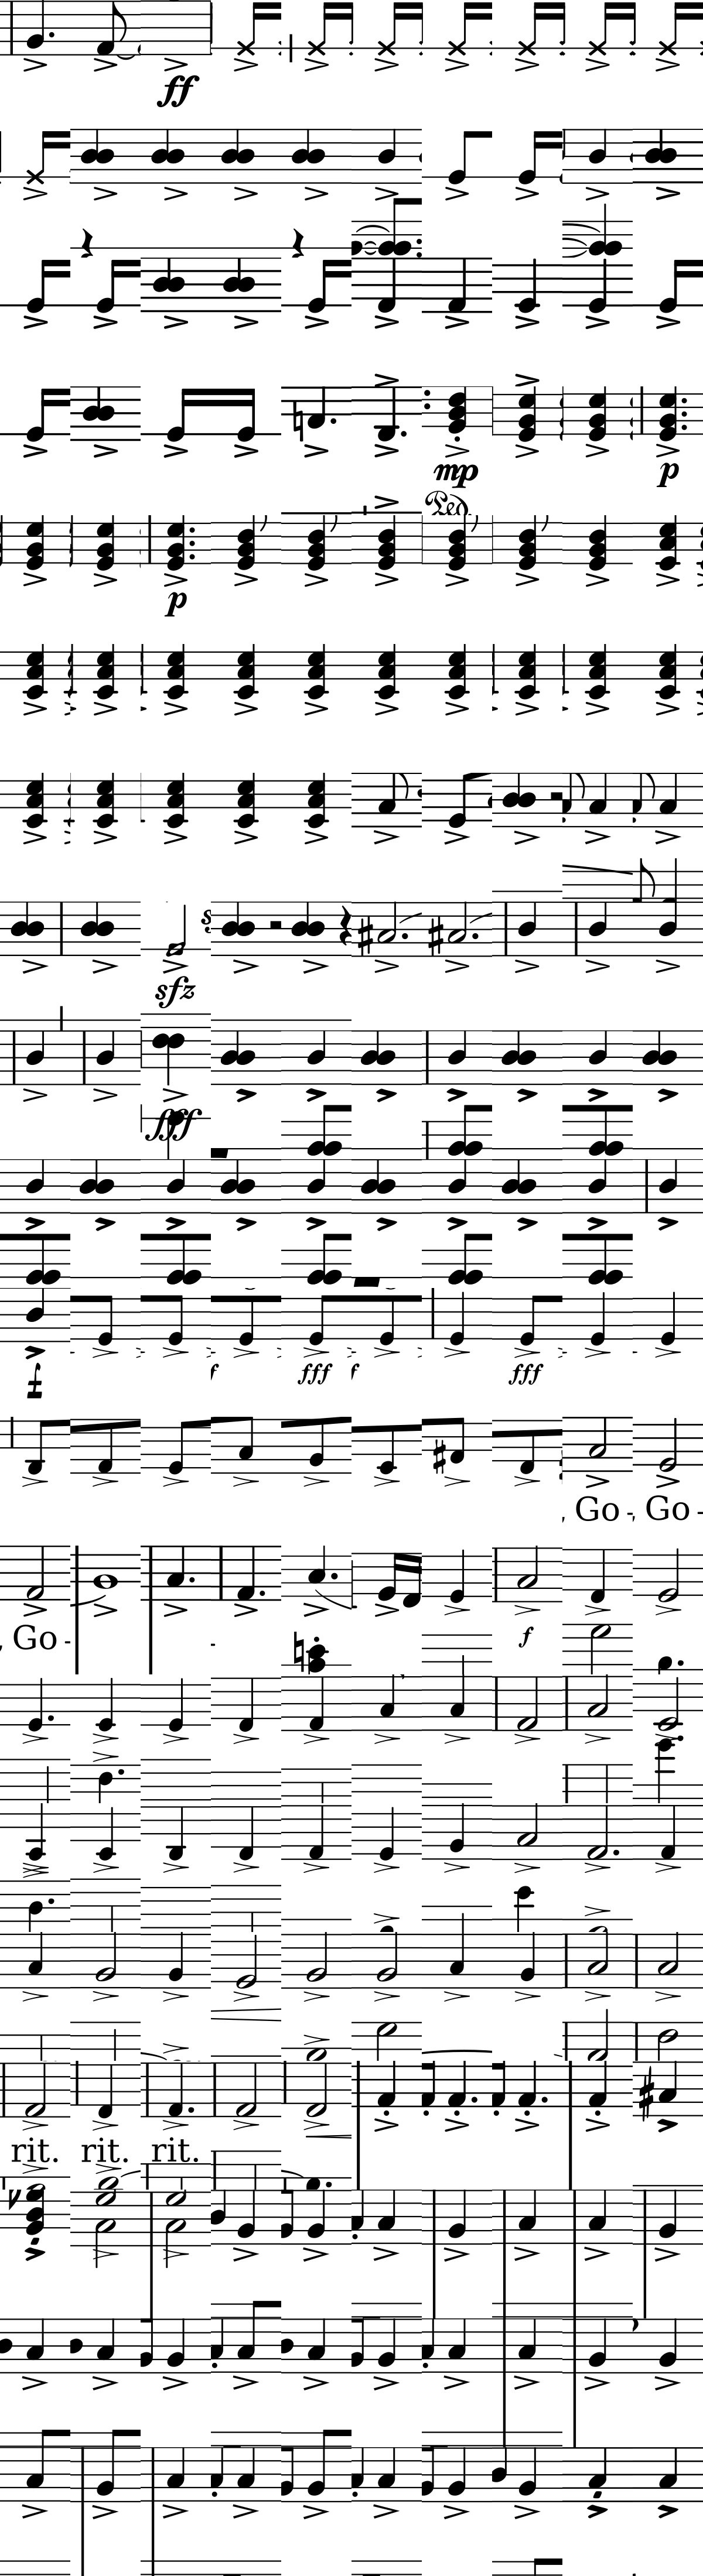 ff
mp p
p
sfz
fff
f fff f fff
, Go -, Go -
, Go -
f
rit. rit. rit.